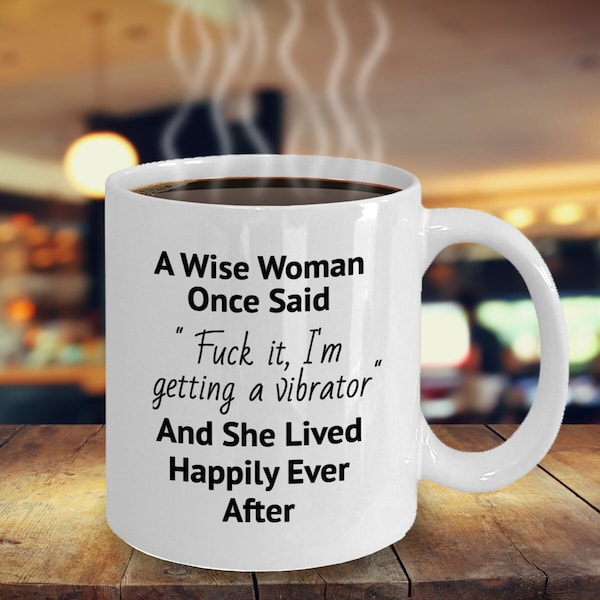 A Wise Woman
Once Said
" Fuck it, I'm
getting a vibrator "
And She Lived
Happily Ever
After